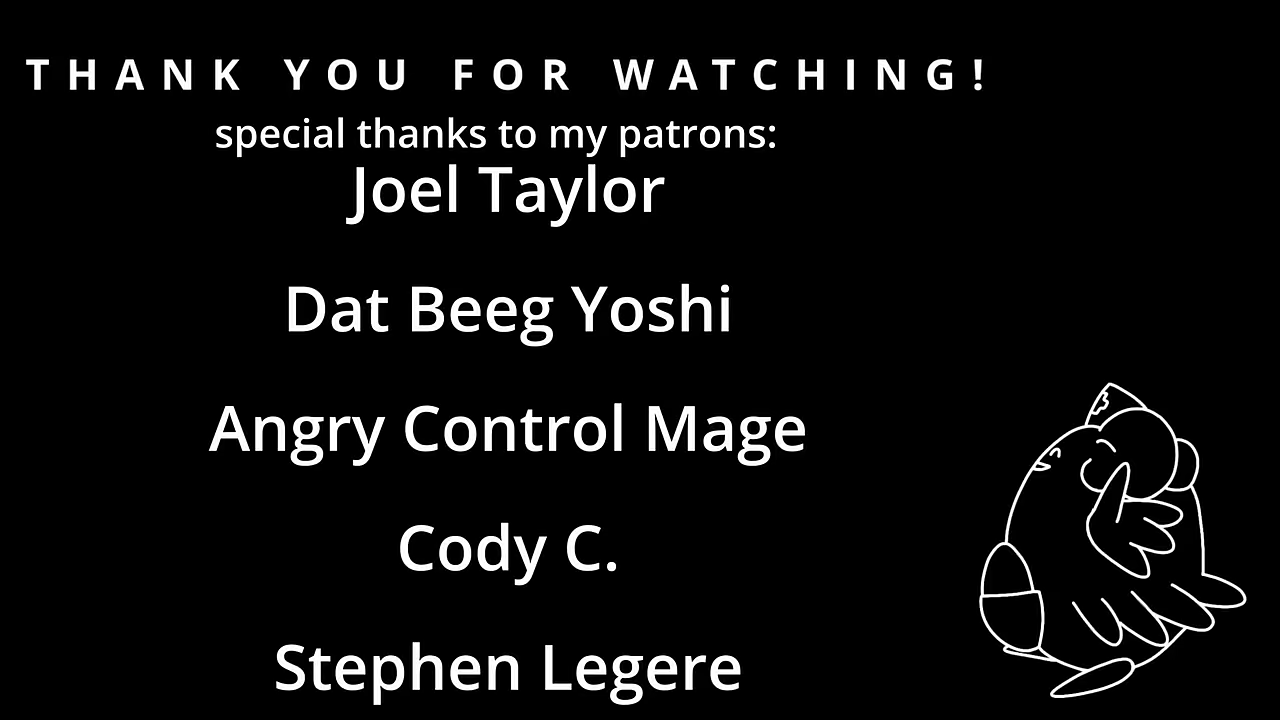 THANK YOU FOR WATCHING!
special thanks to my patrons:
Joel Taylor
Dat Beeg Yoshi
Angry Control Mage
Cody C.
Stephen Legere